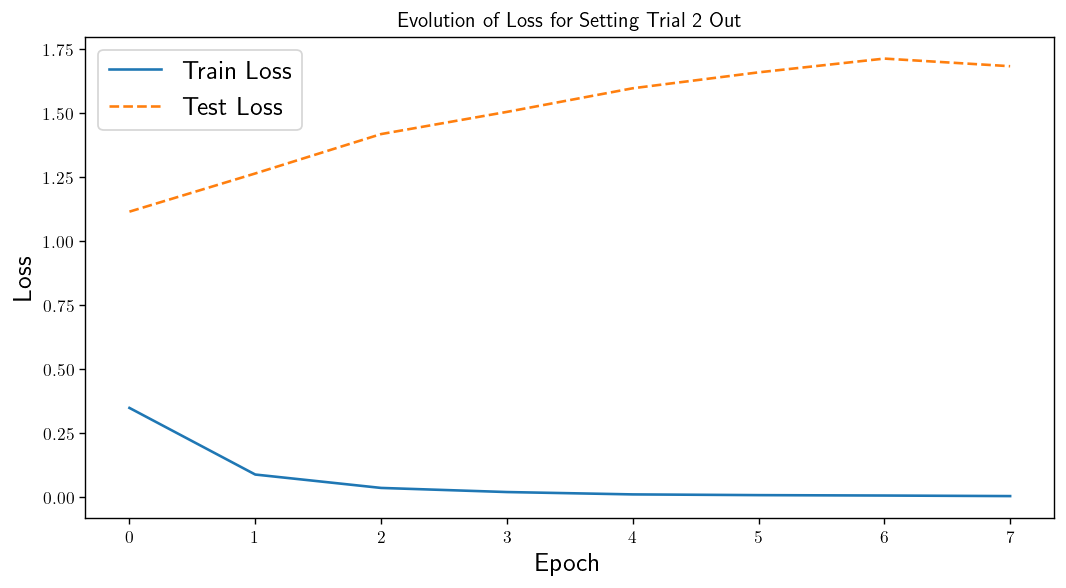 Evolution of Loss for Setting Trial 2 Out
1.75
1.50
1.25
1.00
0.75
0.50
0.25
0.00
Loss
Train Loss
Test Loss
0 1 2 3 4 5 6 7
Epoch